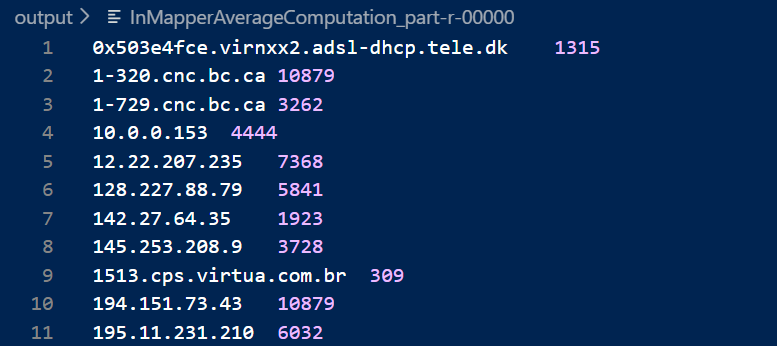 output > InMapperAverageComputation_part-r-00000
1 0x503e4fce.virnxx2.adsl-dhcp.tele.dk 1315
2 1-320.cnc.bc.ca 10879
3 1-729.cnc.bc.ca 3262
4 10.0.0.153 4444
5 12.22.207.235 7368
6 128.227.88.79 5841
7 142.27.64.35 1923
8 145.253.208.9 3728
9 1513.cps.virtua.com.br 309
10 194.151.73.43 10879
11 195.11.231.210 6032